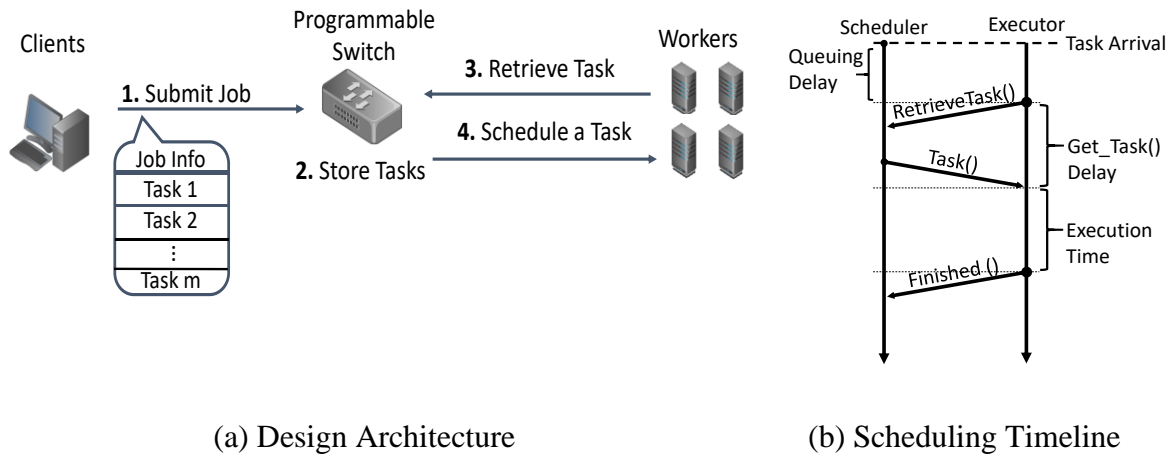 Clients
Programmable
Switch
Workers
1. Submit Job
3. Retrieve Task
4. Schedule a Task
2. Store Tasks
Job Info
Task 1
Task 2
⋮
Task m
(a) Design Architecture
Scheduler
Executor
Task Arrival
Queuing
Delay
RetrieveTask()
Get_Task()
Delay
Task()
Execution
Time
Finished ()
(b) Scheduling Timeline